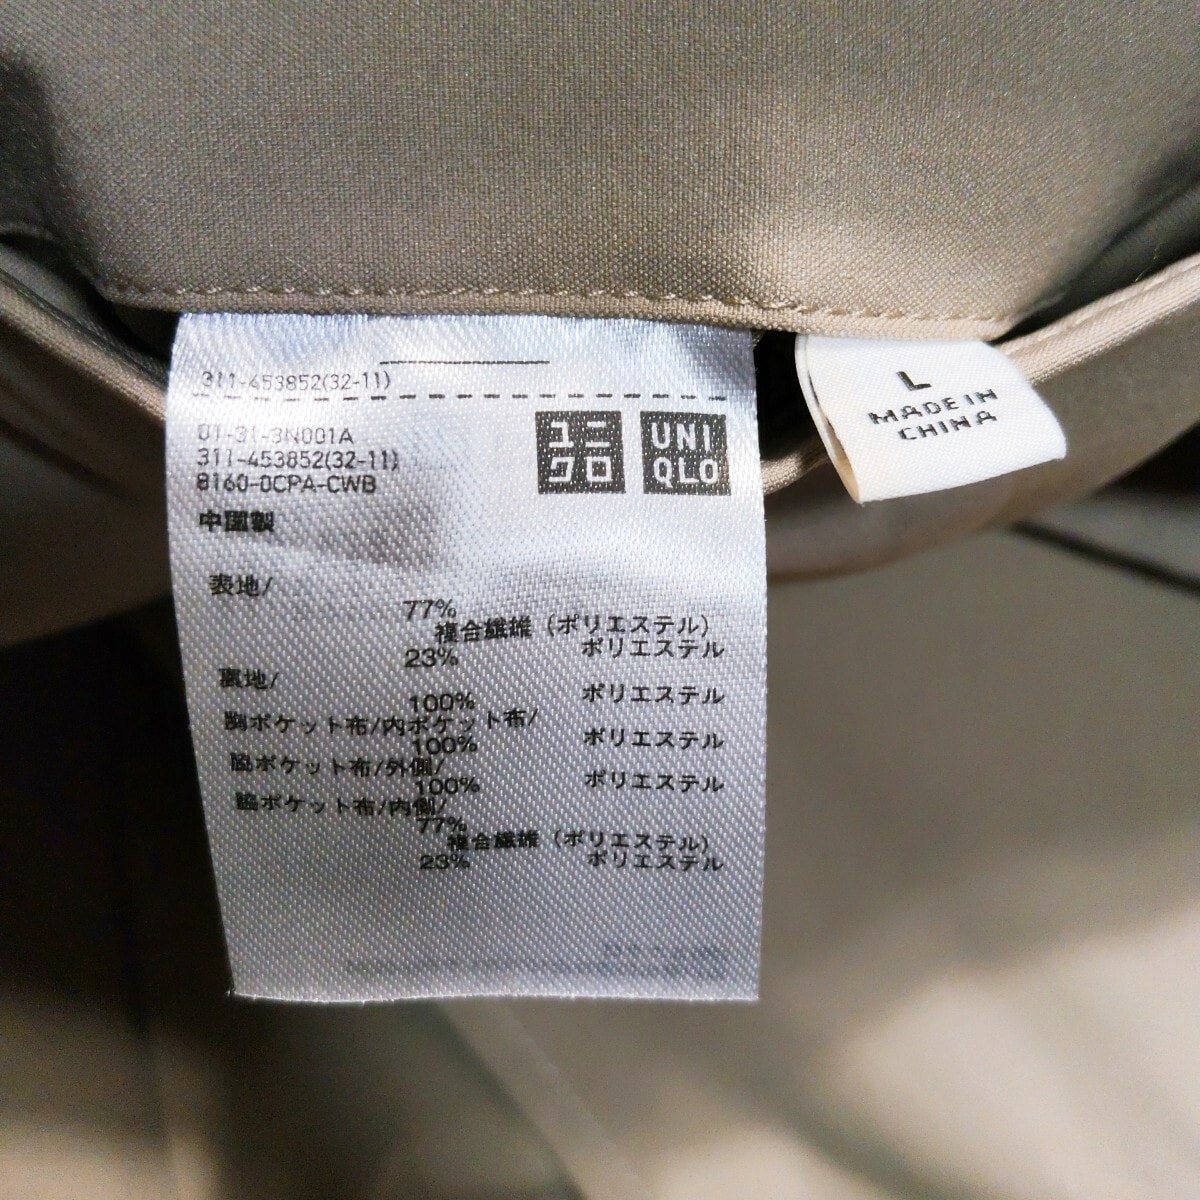 311-453852(32-11)
01-31-3N001A
311-453852(32-11)
8160-0CPA-CWB
ユニ
クロ
UNI
QLO
中国製
表地/
77%
複合繊維(ポリエステル)
23% ポリエステル
裏地/
100% ポリエステル
胸ポケット布/内ポケット布/
100% ポリエステル
脇ポケット布/外側/
100% ポリエステル
脇ポケット布/内側/
77%
複合繊維(ポリエステル)
23% ポリエステル
L
MADE IN
CHINA